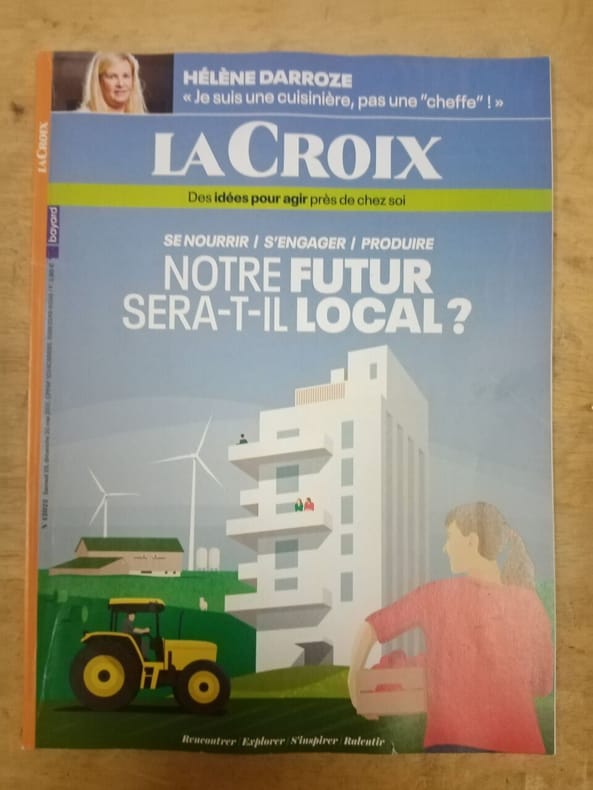 HÉLÈNE DARROZE
« Je suis une cuisinière, pas une "cheffe" ! »
LA CROIX
LA CROIX
Des idées pour agir près de chez soi
bayard
SE NOURRIR / S'ENGAGER / PRODUIRE
NOTRE FUTUR
SERA-T-IL LOCAL ?
Rencontrer / Explorer / S'inspirer / Ralentir